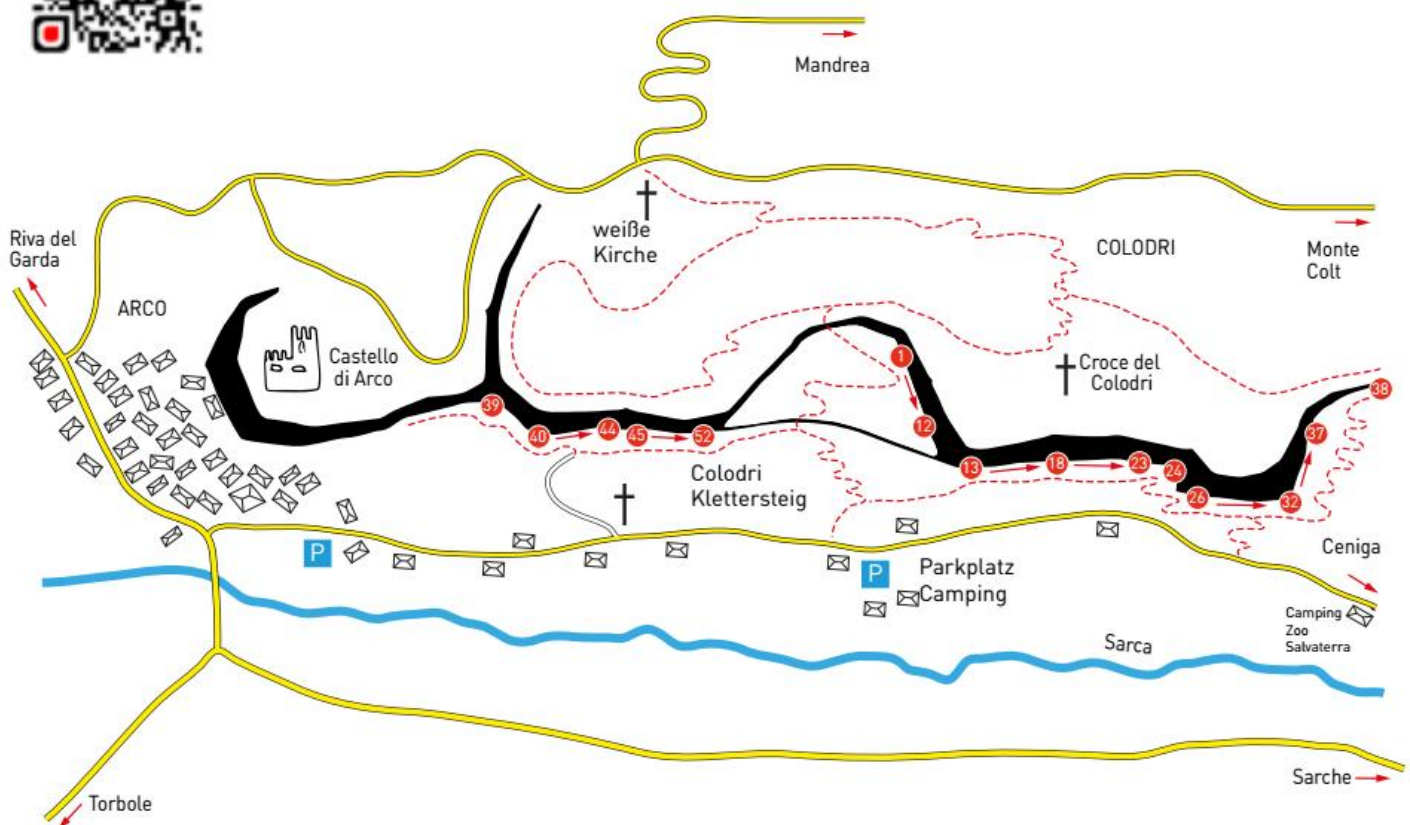 Mandrea
weiße
Kirche
COLODRI
Monte
Colt
Riva del
Garda
ARCO
Castello
di Arco
Croce del
Colodri
1
12
38
37
39
40
44
45
52
13
18
23
24
26
32
Colodri
Klettersteig
P
P
Parkplatz
Camping
Ceniga
Camping
Zoo
Salvaterra
Sarca
Sarche
Torbole